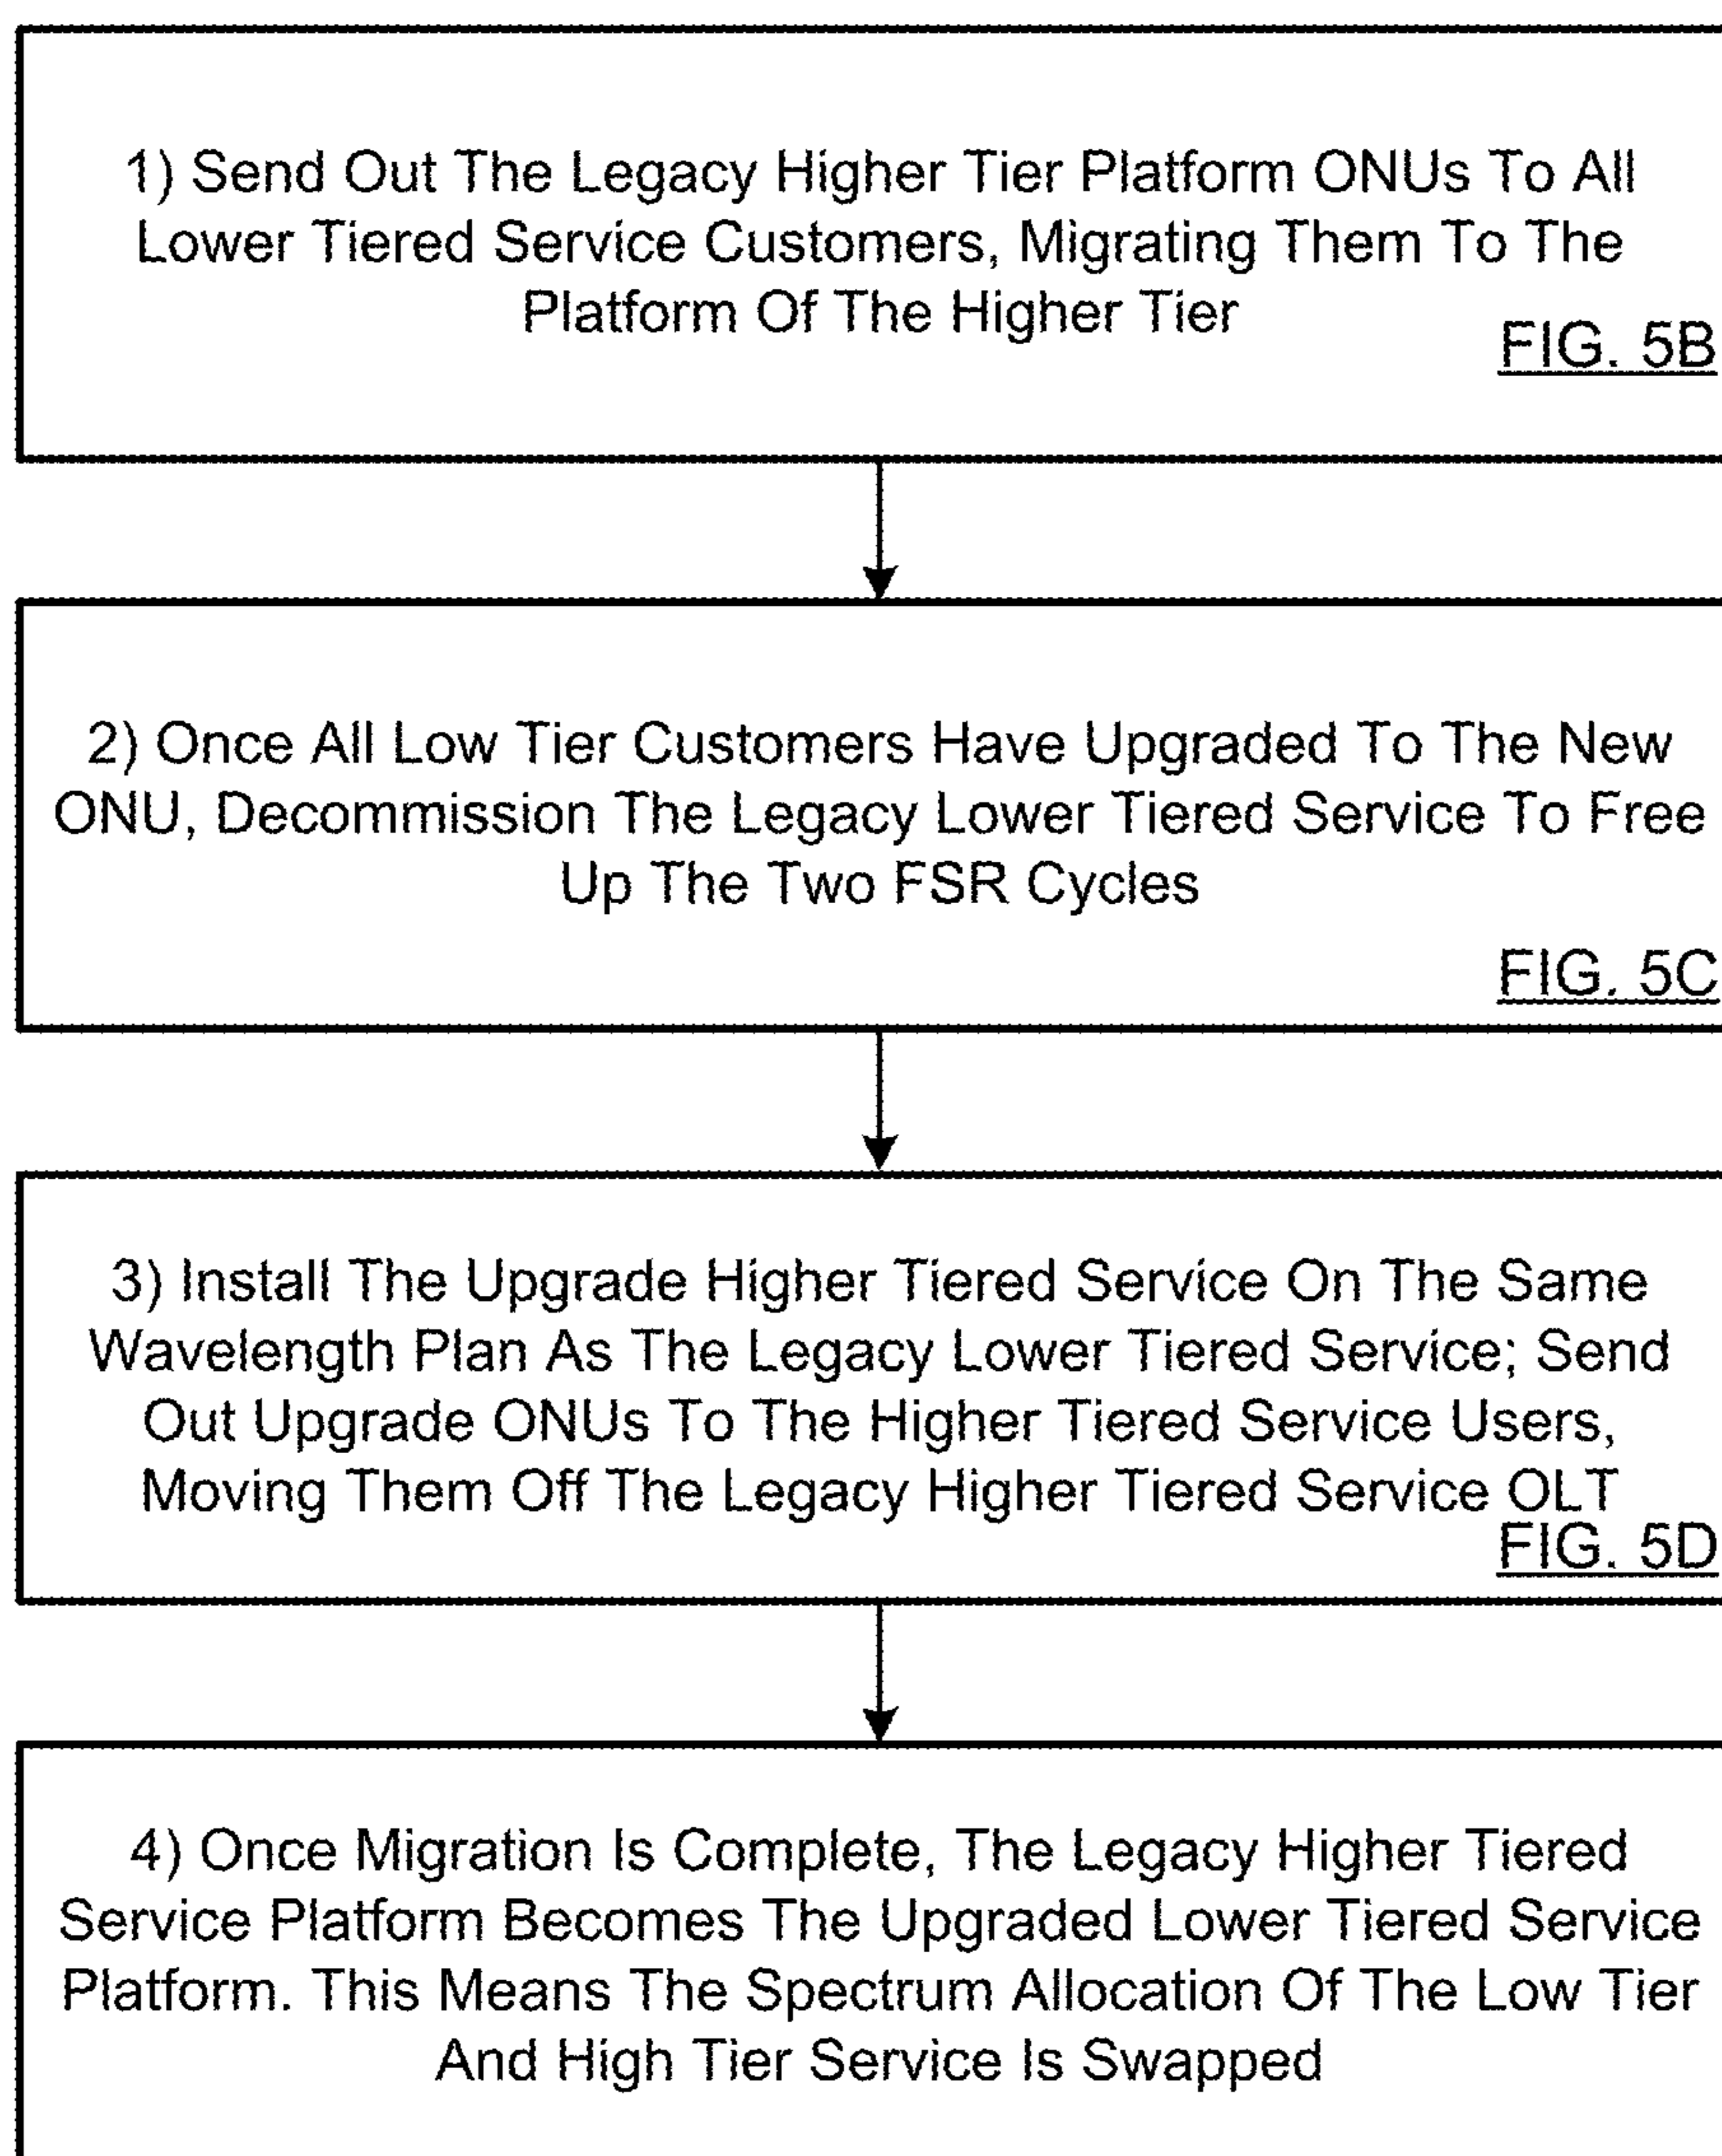 1) Send Out The Legacy Higher Tier Platform ONUs To All
Lower Tiered Service Customers, Migrating Them To The
Platform Of The Higher Tier
FIG. 5B
2) Once All Low Tier Customers Have Upgraded To The New
ONU, Decommission The Legacy Lower Tiered Service To Free
Up The Two FSR Cycles
FIG. 5C
3) Install The Upgrade Higher Tiered Service On The Same
Wavelength Plan As The Legacy Lower Tiered Service; Send
Out Upgrade ONUs To The Higher Tiered Service Users,
Moving Them Off The Legacy Higher Tiered Service OLT
FIG. 5D
4) Once Migration Is Complete, The Legacy Higher Tiered
Service Platform Becomes The Upgraded Lower Tiered Service
Platform. This Means The Spectrum Allocation Of The Low Tier
And High Tier Service Is Swapped